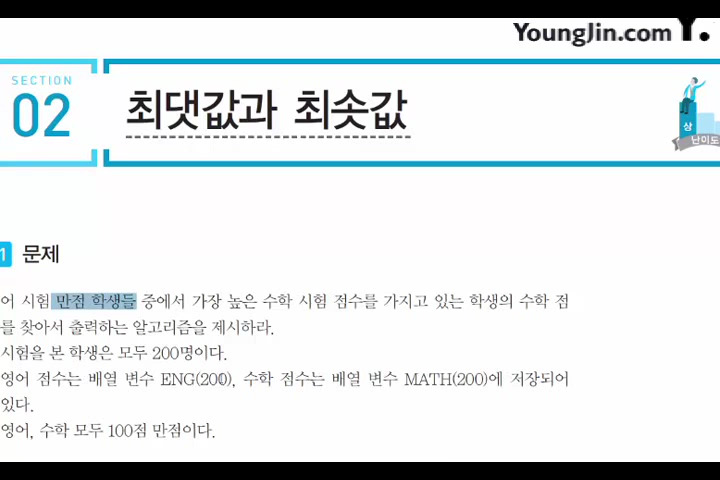 YoungJin.com Y.
SECTION
02
최댓값과 최솟값
상
난이도
1 문제
어 시험 만점 학생들 중에서 가장 높은 수학 시험 점수를 가지고 있는 학생의 수학 점
를 찾아서 출력하는 알고리즘을 제시하라.
시험을 본 학생은 모두 200명이다.
영어 점수는 배열 변수 ENG(200), 수학 점수는 배열 변수 MATH(200)에 저장되어
있다.
영어, 수학 모두 100점 만점이다.